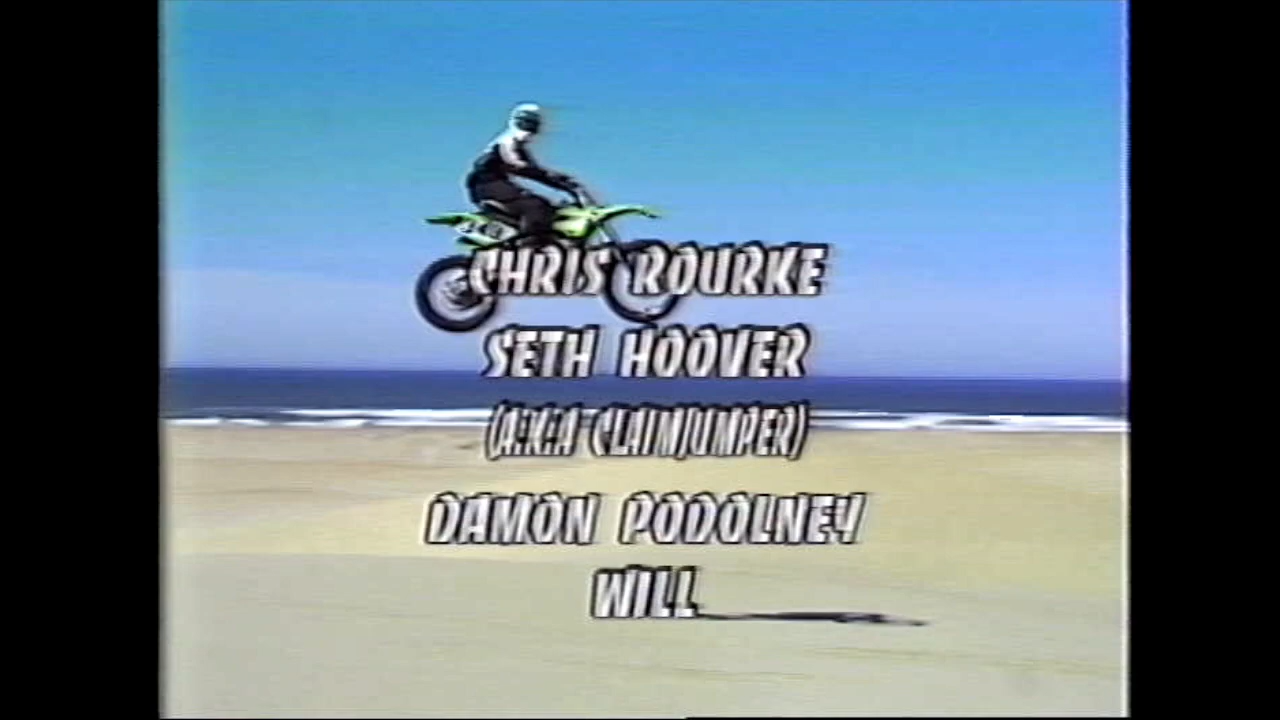 CHRIS ROURKE
SETH HOOVER
(A.K.A CLAIMJUMPER)
DAMON PODOLNEY
WILL